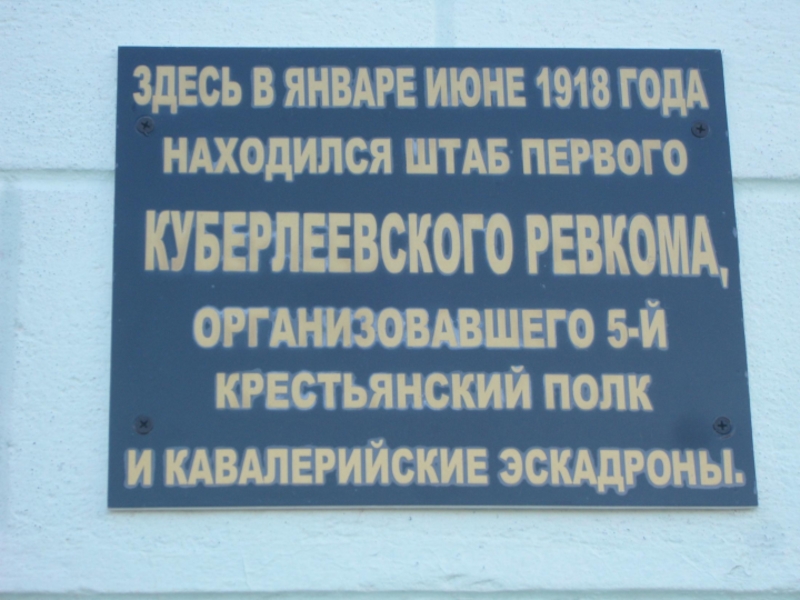 ЗДЕСЬ В ЯНВАРЕ ИЮНЕ 1918 ГОДА
НАХОДИЛСЯ ШТАБ ПЕРВОГО
КУБЕРЛЕЕВСКОГО РЕВКОМА,
ОРГАНИЗОВАВШЕГО 5-Й
КРЕСТЬЯНСКИЙ ПОЛК
И КАВАЛЕРИЙСКИЕ ЭСКАДРОНЫ.